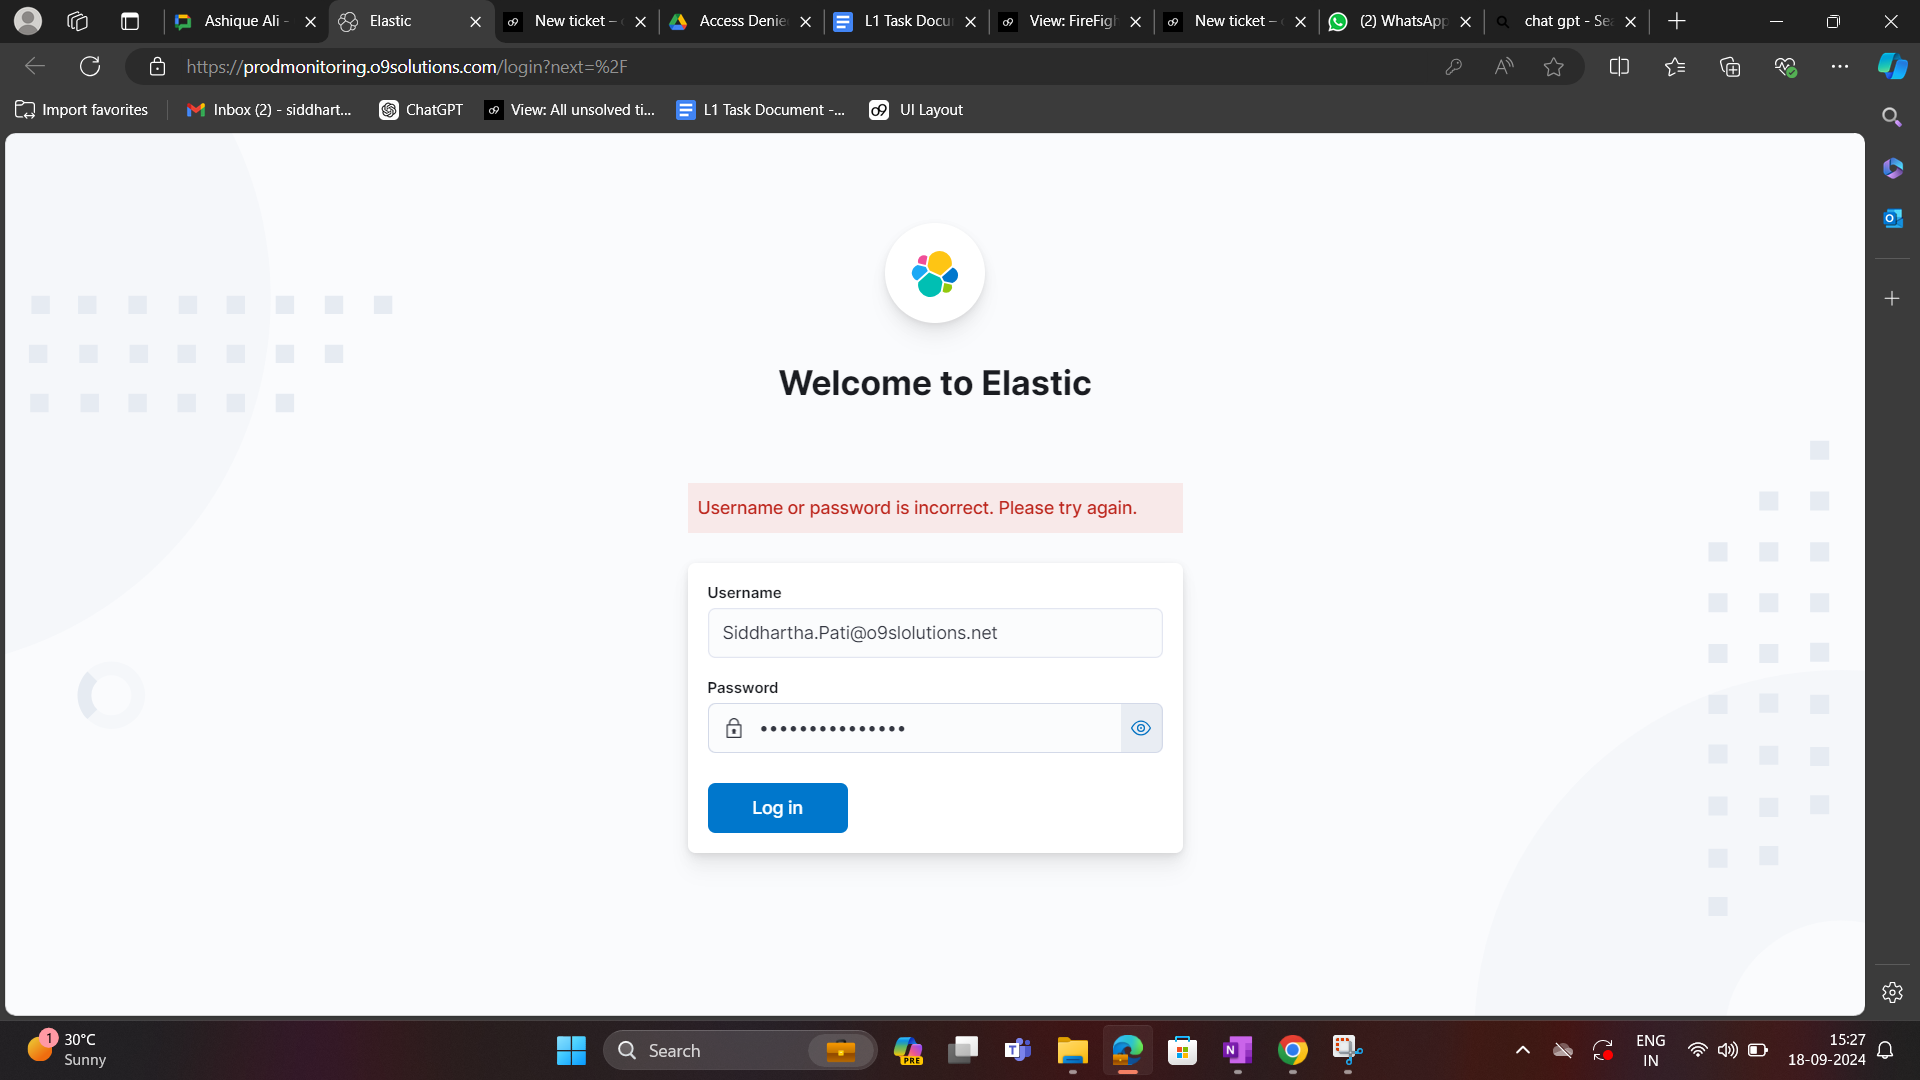 Ashique Ali -
Elastic
New ticket –
Access Denie
L1 Task Docu
View: FireFigh
New ticket –
(2) WhatsApp
chat gpt - Sea
https://prodmonitoring.o9solutions.com/login?next=%2F
Import favorites
Inbox (2) - siddhart...
ChatGPT
View: All unsolved ti...
L1 Task Document -...
UI Layout
Welcome to Elastic
Username or password is incorrect. Please try again.
Username
Siddhartha.Pati@o9slolutions.net
Password
Log in
1
30°C
Sunny
Search
PRE
ENG
IN
15:27
18-09-2024